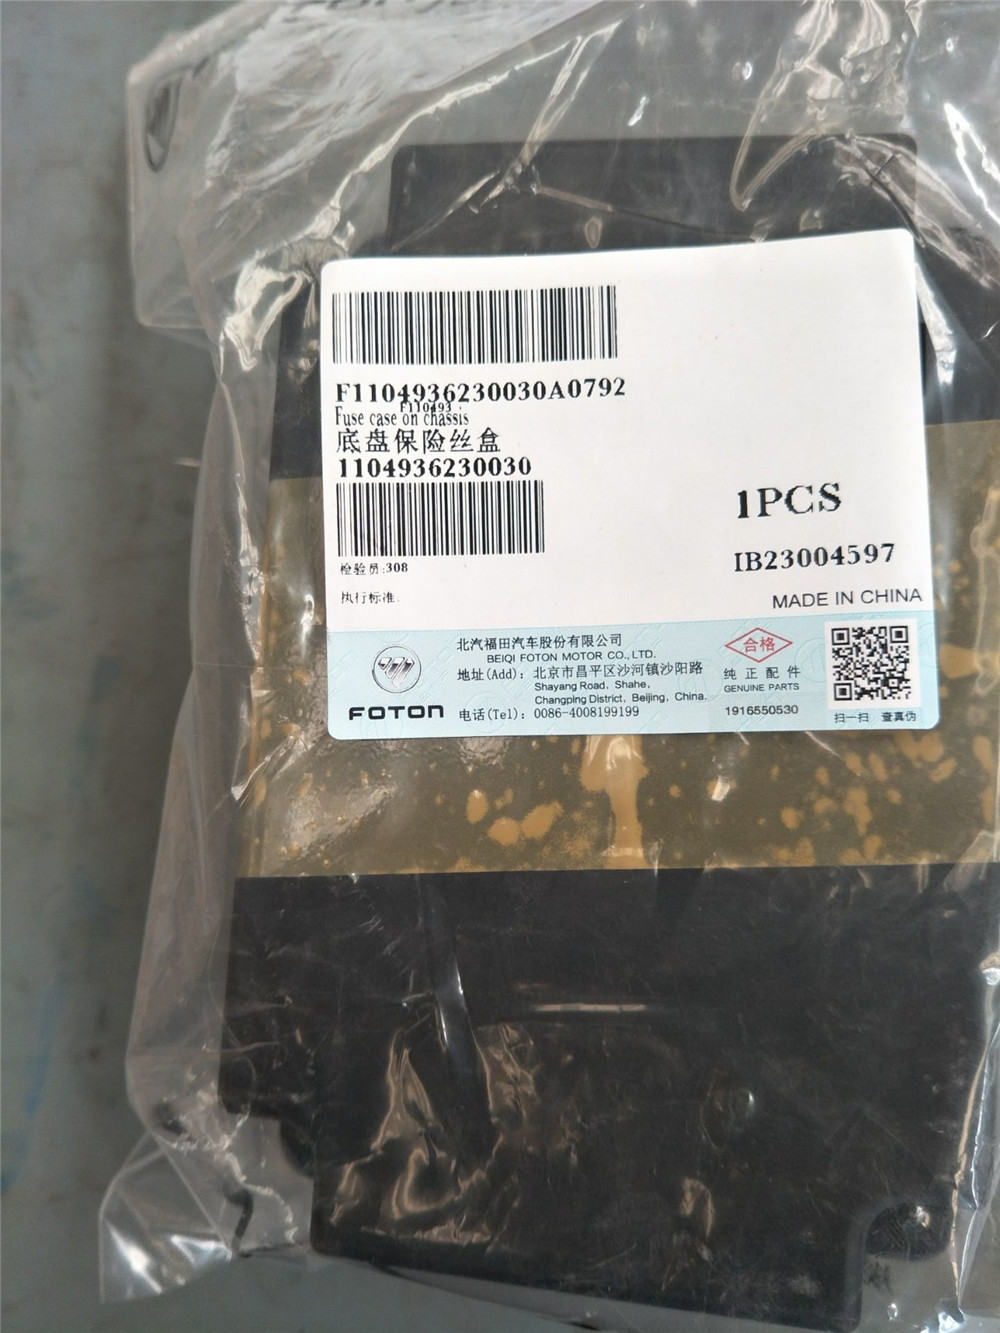 F1104936230030A0792
F110493
Fuse case on chassis
底盘保险丝盒
1104936230030
1PCS
IB23004597
检验员:308
执行标准:
MADE IN CHINA
北汽福田汽车股份有限公司
BEIQI FOTON MOTOR CO., LTD.
地址(Add): 北京市昌平区沙河镇沙阳路
Shayang Road, Shahe,
Changping District, Beijing, China.
电话(Tel): 0086-4008199199
FOTON
合格
纯正配件
GENUINE PARTS
1916550530
扫一扫 查真伪